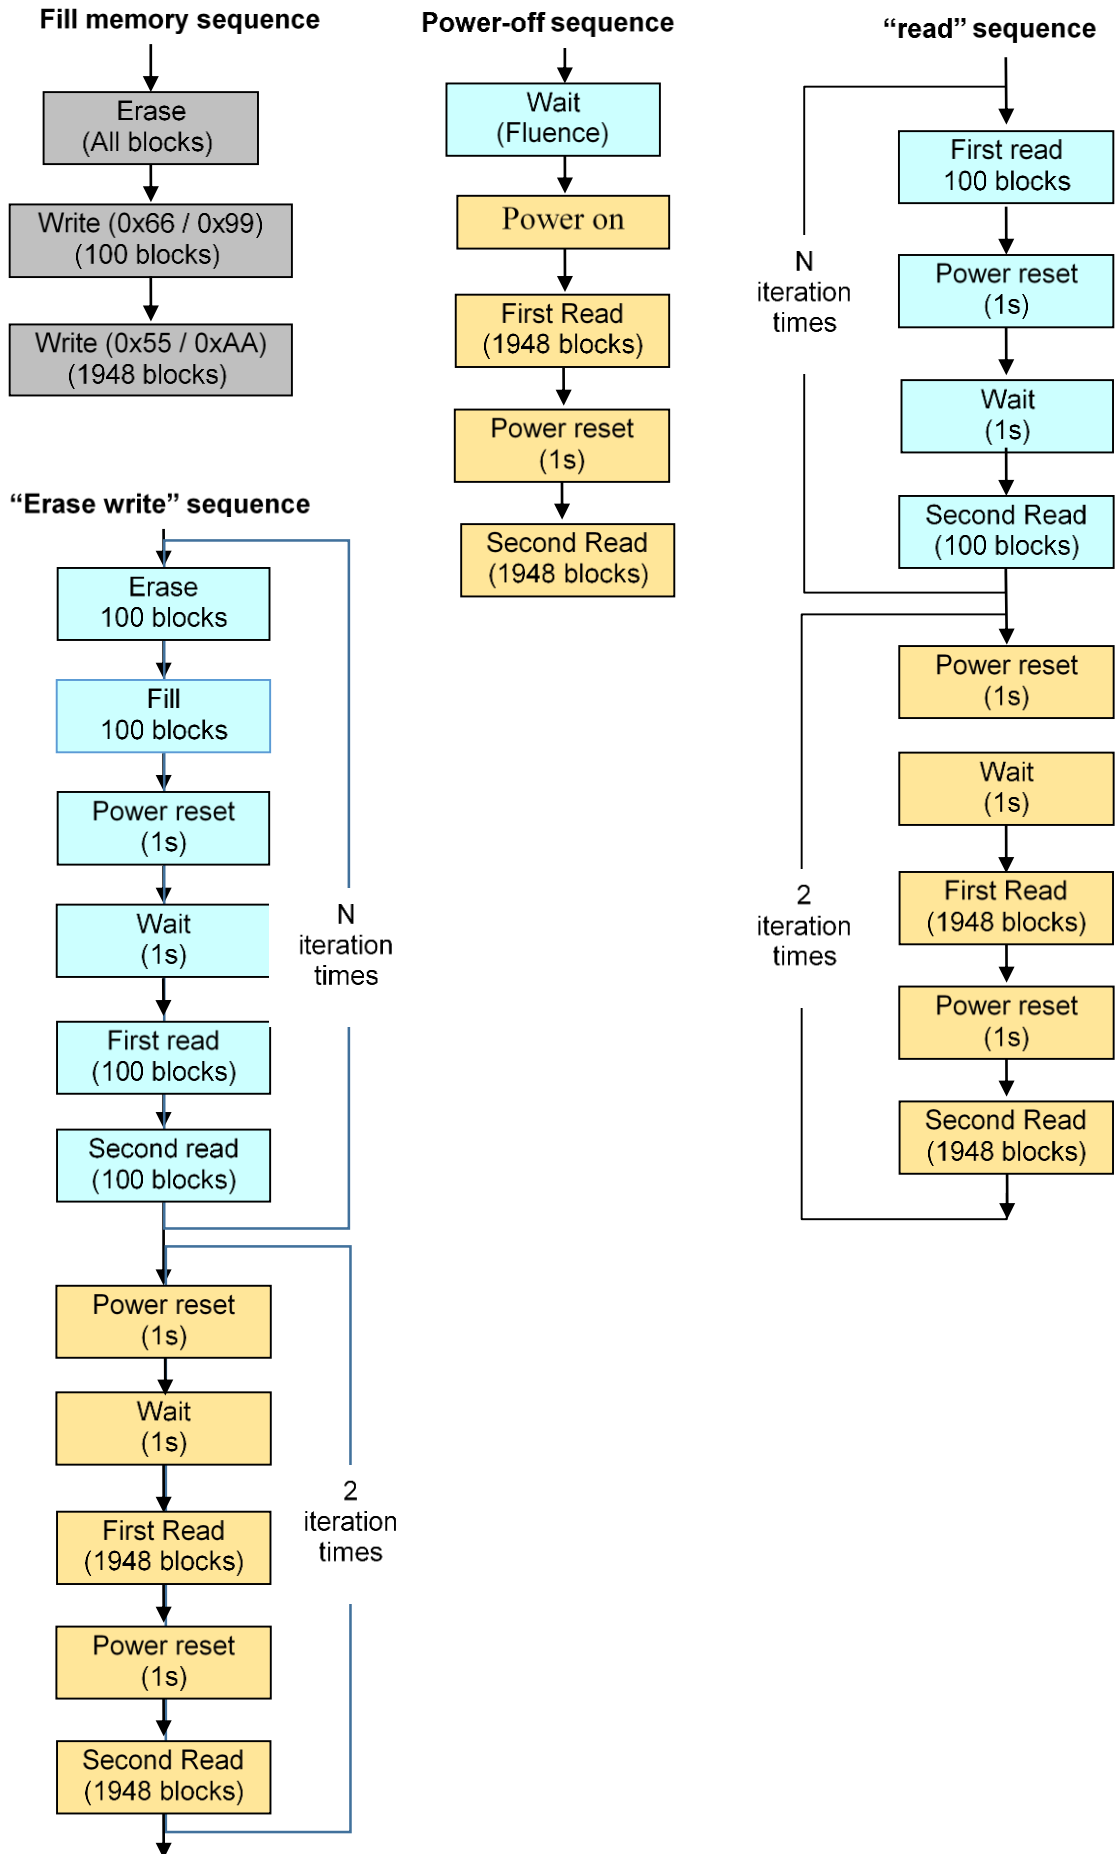 Fill memory sequence
Erase
(All blocks)
Write (0x66 / 0x99)
(100 blocks)
Write (0x55 / 0xAA)
(1948 blocks)
Power-off sequence
Wait
(Fluence)
Power on
First Read
(1948 blocks)
Power reset
(1s)
Second Read
(1948 blocks)
“read” sequence
First read
100 blocks
Power reset
(1s)
Wait
(1s)
Second Read
(100 blocks)
N
iteration
times
Power reset
(1s)
Wait
(1s)
First Read
(1948 blocks)
Power reset
(1s)
Second Read
(1948 blocks)
2
iteration
times
“Erase write” sequence
Erase
100 blocks
Fill
100 blocks
Power reset
(1s)
Wait
(1s)
First read
(100 blocks)
Second read
(100 blocks)
N
iteration
times
Power reset
(1s)
Wait
(1s)
First Read
(1948 blocks)
Power reset
(1s)
Second Read
(1948 blocks)
2
iteration
times